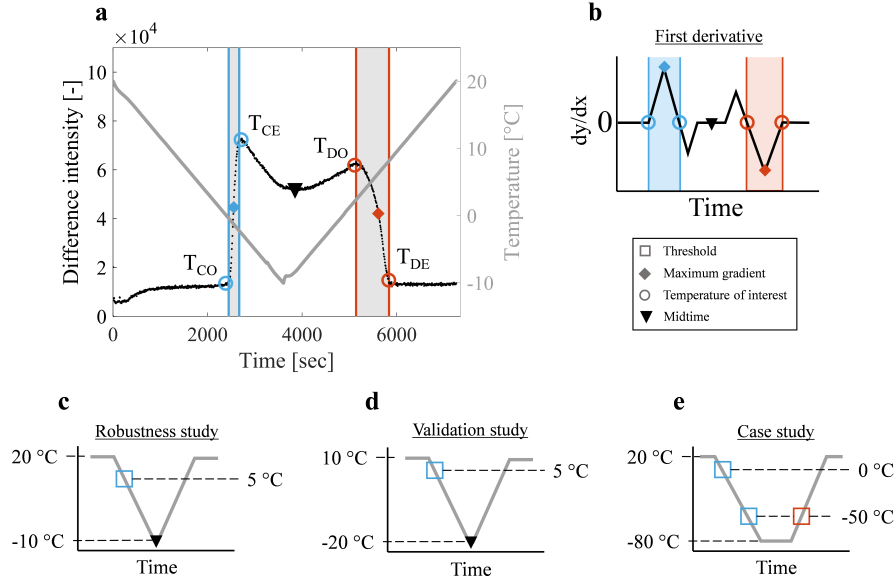 a
×10⁴
Difference intensity [-]
10
8
6
4
2
0
0
2000
4000
6000
Time [sec]
T_CO
T_CE
T_DO
T_DE
20
10
0
-10
Temperature [°C]
b
First derivative
dy/dx
0
Time
Threshold
Maximum gradient
Temperature of interest
Midtime
c
Robustness study
20 °C
5 °C
-10 °C
Time
d
Validation study
10 °C
5 °C
-20 °C
Time
e
Case study
20 °C
0 °C
-50 °C
-80 °C
Time